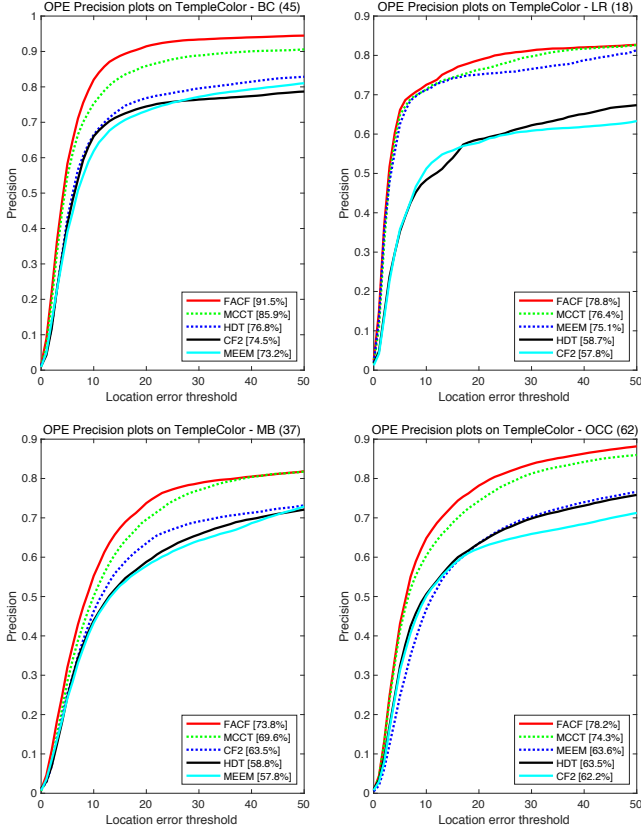 OPE Precision plots on TempleColor - BC (45)
Precision
1
0.9
0.8
0.7
0.6
0.5
0.4
0.3
0.2
0.1
0
FACF [91.5%]
MCCT [85.9%]
HDT [76.8%]
CF2 [74.5%]
MEEM [73.2%]
0 10 20 30 40 50
Location error threshold
OPE Precision plots on TempleColor - LR (18)
Precision
0.9
0.8
0.7
0.6
0.5
0.4
0.3
0.2
0.1
0
FACF [78.8%]
MCCT [76.4%]
MEEM [75.1%]
HDT [58.7%]
CF2 [57.8%]
0 10 20 30 40 50
Location error threshold
OPE Precision plots on TempleColor - MB (37)
Precision
0.9
0.8
0.7
0.6
0.5
0.4
0.3
0.2
0.1
0
FACF [73.8%]
MCCT [69.6%]
CF2 [63.5%]
HDT [58.8%]
MEEM [57.8%]
0 10 20 30 40 50
Location error threshold
OPE Precision plots on TempleColor - OCC (62)
Precision
0.9
0.8
0.7
0.6
0.5
0.4
0.3
0.2
0.1
0
FACF [78.2%]
MCCT [74.3%]
MEEM [63.6%]
HDT [63.5%]
CF2 [62.2%]
0 10 20 30 40 50
Location error threshold